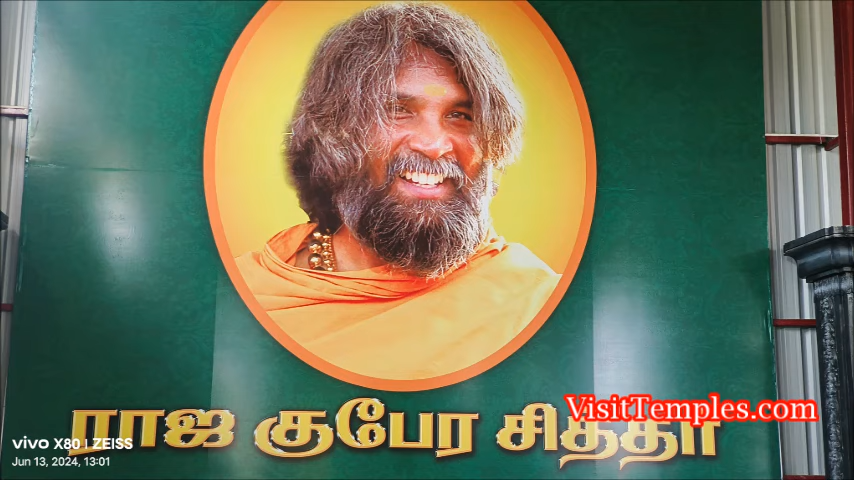 ராஜ குபேர சித்தர்
VisitTemples.com
vivo X80 | ZEISS
Jun 13, 2024, 13:01